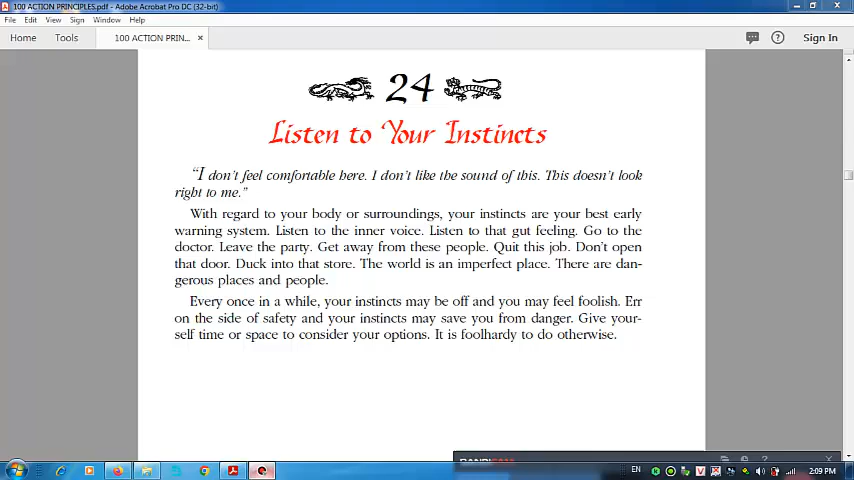 100 ACTION PRINCIPLES.pdf - Adobe Acrobat Pro DC (32-bit)
File Edit View Sign Window Help
Home Tools 100 ACTION PRIN... × Sign In
24
Listen to Your Instincts
“I don't feel comfortable here. I don't like the sound of this. This doesn't look
right to me.”
With regard to your body or surroundings, your instincts are your best early
warning system. Listen to the inner voice. Listen to that gut feeling. Go to the
doctor. Leave the party. Get away from these people. Quit this job. Don't open
that door. Duck into that store. The world is an imperfect place. There are dan-
gerous places and people.
Every once in a while, your instincts may be off and you may feel foolish. Err
on the side of safety and your instincts may save you from danger. Give your-
self time or space to consider your options. It is foolhardy to do otherwise.
EN 2:09 PM